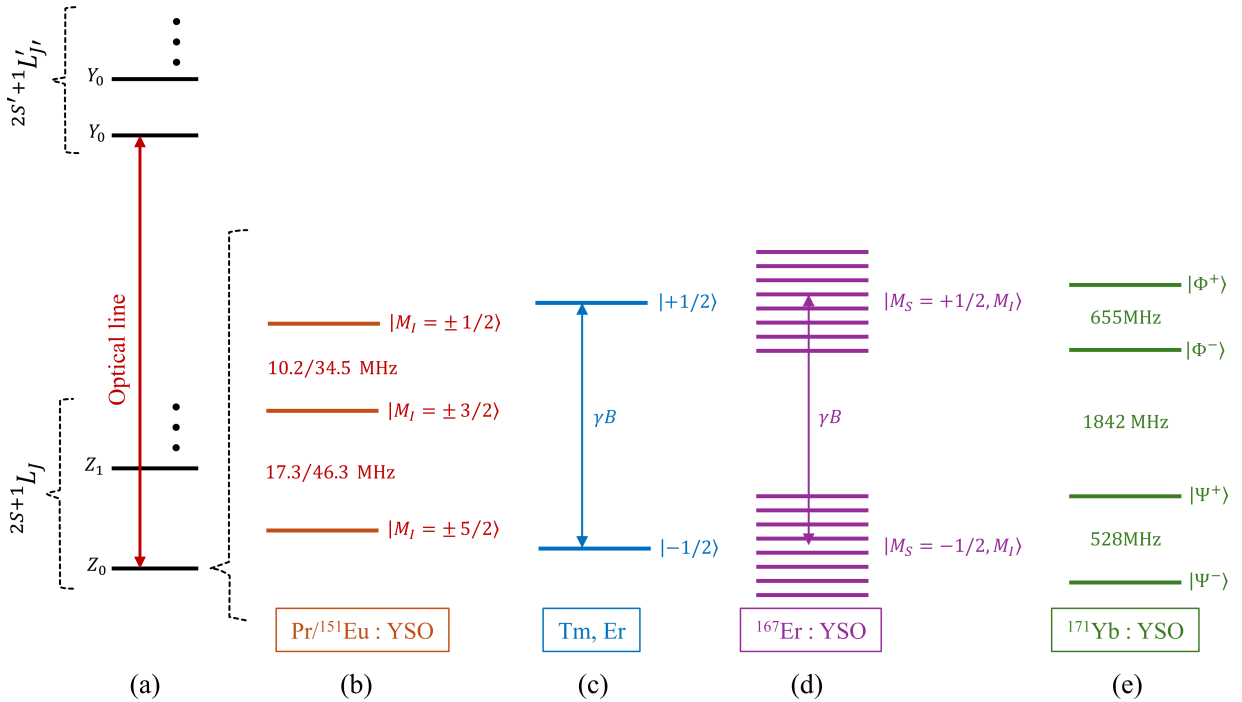 2S′+1L′J′
Y0
Y0
Optical line
2S+1LJ
Z1
Z0
|MI = ± 1/2⟩
10.2/34.5 MHz
|MI = ± 3/2⟩
17.3/46.3 MHz
|MI = ± 5/2⟩
Pr/151Eu : YSO
|+1/2⟩
γB
|−1/2⟩
Tm, Er
|MS = +1/2, MI⟩
γB
|MS = −1/2, MI⟩
167Er : YSO
|Φ+⟩
655MHz
|Φ−⟩
1842 MHz
|Ψ+⟩
528MHz
|Ψ−⟩
171Yb : YSO
(a)
(b)
(c)
(d)
(e)